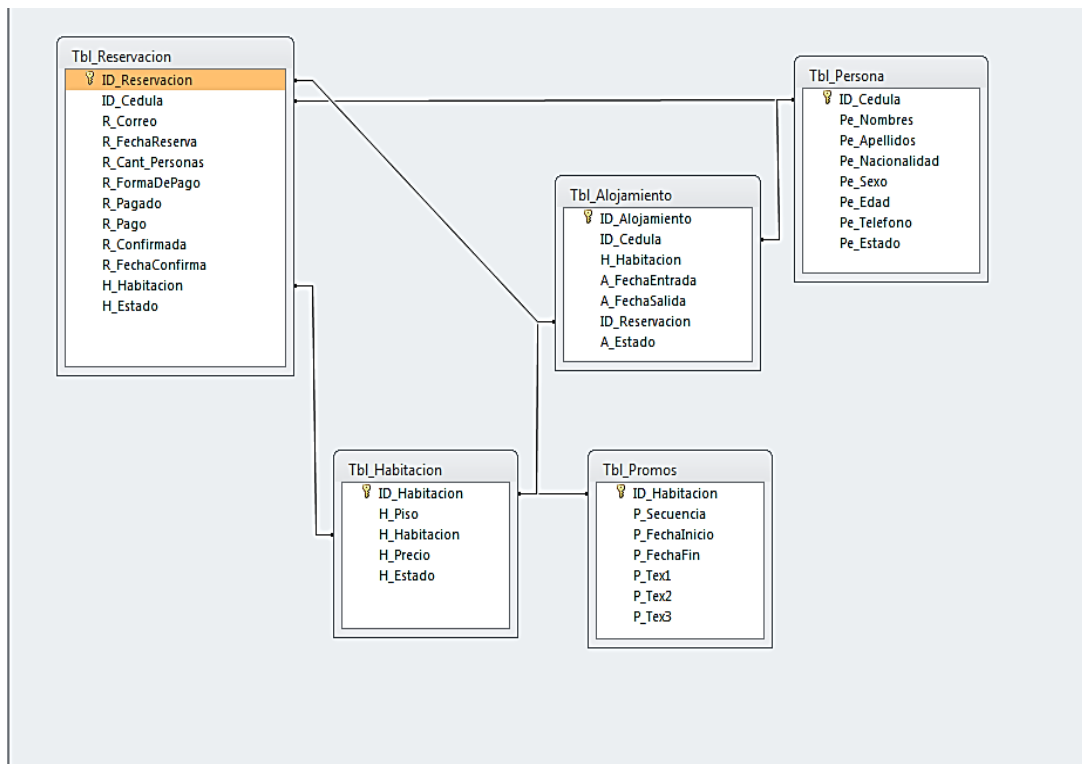 Tbl_Reservacion
ID_Reservacion
ID_Cedula
R_Correo
R_FechaReserva
R_Cant_Personas
R_FormaDePago
R_Pagado
R_Pago
R_Confirmada
R_FechaConfirma
H_Habitacion
H_Estado
Tbl_Persona
ID_Cedula
Pe_Nombres
Pe_Apellidos
Pe_Nacionalidad
Pe_Sexo
Pe_Edad
Pe_Telefono
Pe_Estado
Tbl_Alojamiento
ID_Alojamiento
ID_Cedula
H_Habitacion
A_FechaEntrada
A_FechaSalida
ID_Reservacion
A_Estado
Tbl_Habitacion
ID_Habitacion
H_Piso
H_Habitacion
H_Precio
H_Estado
Tbl_Promos
ID_Habitacion
P_Secuencia
P_FechaInicio
P_FechaFin
P_Tex1
P_Tex2
P_Tex3